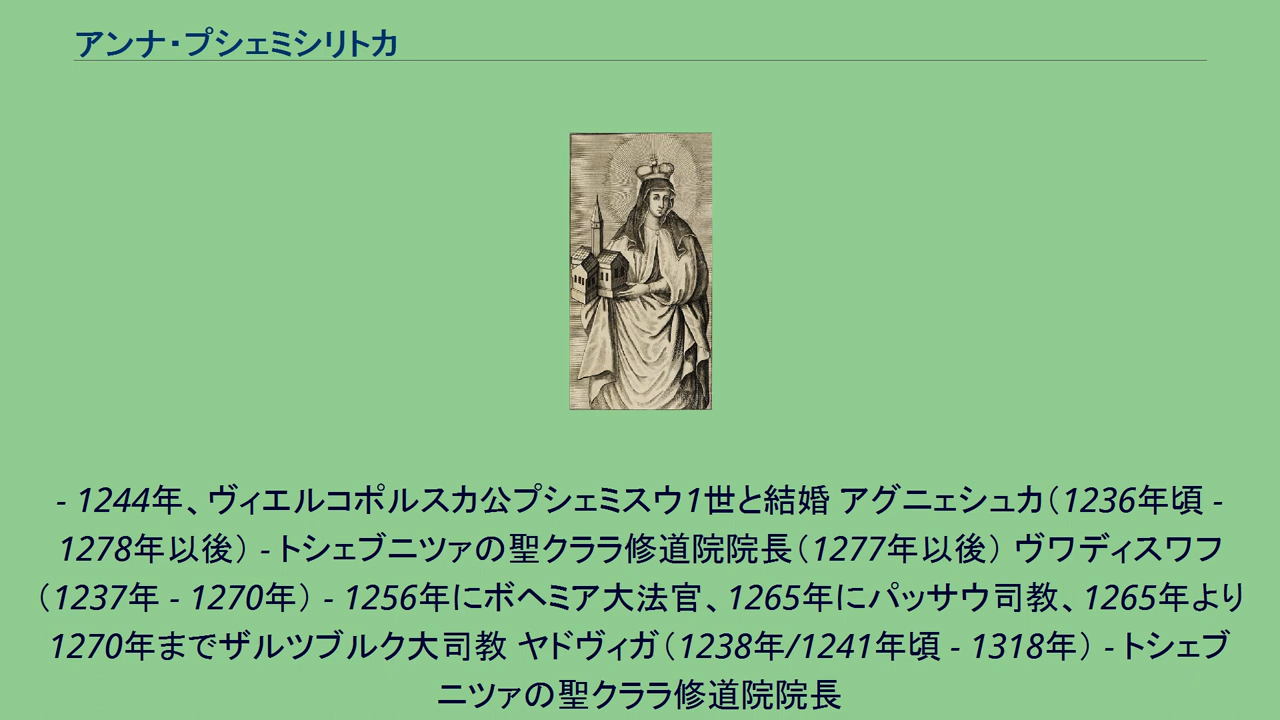 アンナ・プシェミシリトカ
- 1244年、ヴィエルコポルスカ公プシェミスウ1世と結婚 アグニェシュカ（1236年頃 -
1278年以後） - トシェブニツァの聖クララ修道院院長（1277年以後） ヴワディスワフ
（1237年 - 1270年） - 1256年にボヘミア大法官、1265年にパッサウ司教、1265年より
1270年までザルツブルク大司教 ヤドヴィガ（1238年/1241年頃 - 1318年） - トシェブ
ニツァの聖クララ修道院院長